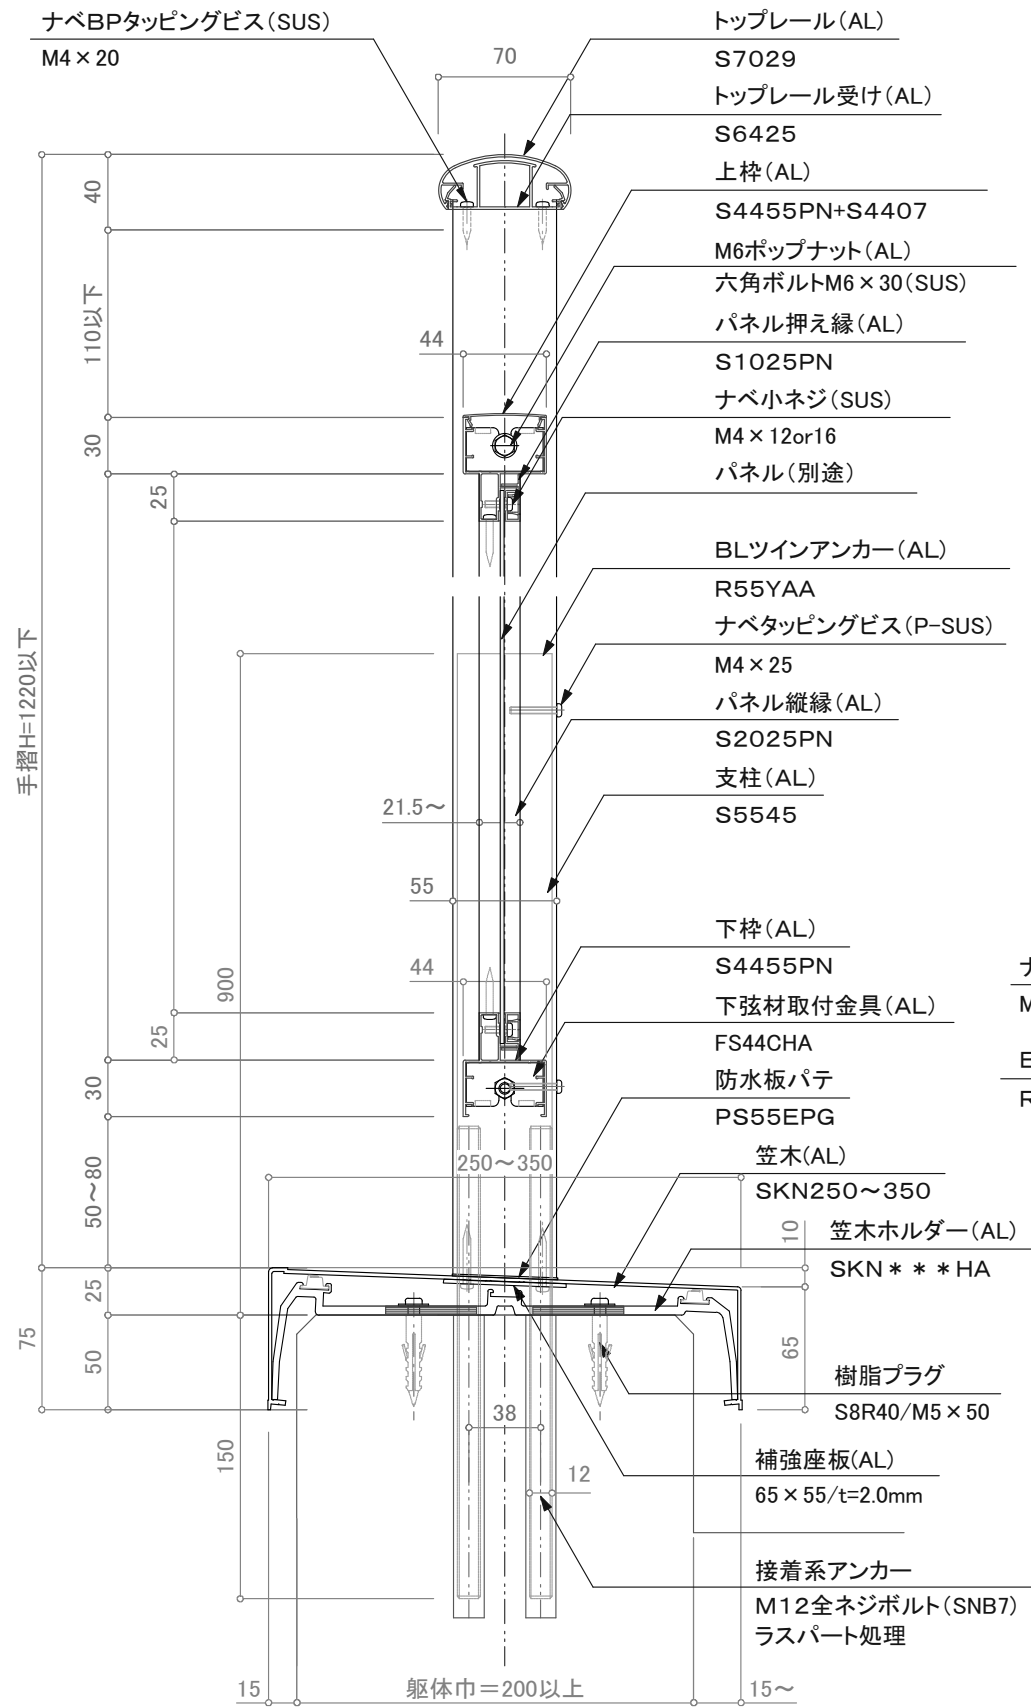 ナベBPタッピングビス(SUS)
M4×20
トップレール(AL)
S7029
トップレール受け(AL)
S6425
上枠(AL)
S4455PN+S4407
M6ポップナット(AL)
六角ボルトM6×30(SUS)
パネル押え縁(AL)
S1025PN
ナベ小ネジ(SUS)
M4×12or16
パネル(別途)
BLツインアンカー(AL)
R55YAA
ナベタッピングビス(P-SUS)
M4×25
パネル縦縁(AL)
S2025PN
支柱(AL)
S5545
下枠(AL)
S4455PN
下弦材取付金具(AL)
FS44CHA
防水板パテ
PS55EPG
笠木(AL)
SKN250〜350
笠木ホルダー(AL)
SKN***HA
樹脂プラグ
S8R40/M5×50
補強座板(AL)
65×55/t=2.0mm
接着系アンカー
M12全ネジボルト(SNB7)
ラスパート処理
70
40
110以下
44
30
25
手摺H=1220以下
21.5〜
55
900
44
25
30
250〜350
50〜80
10
25
75
50
65
38
12
150
15
躯体巾=200以上
15〜
M
R